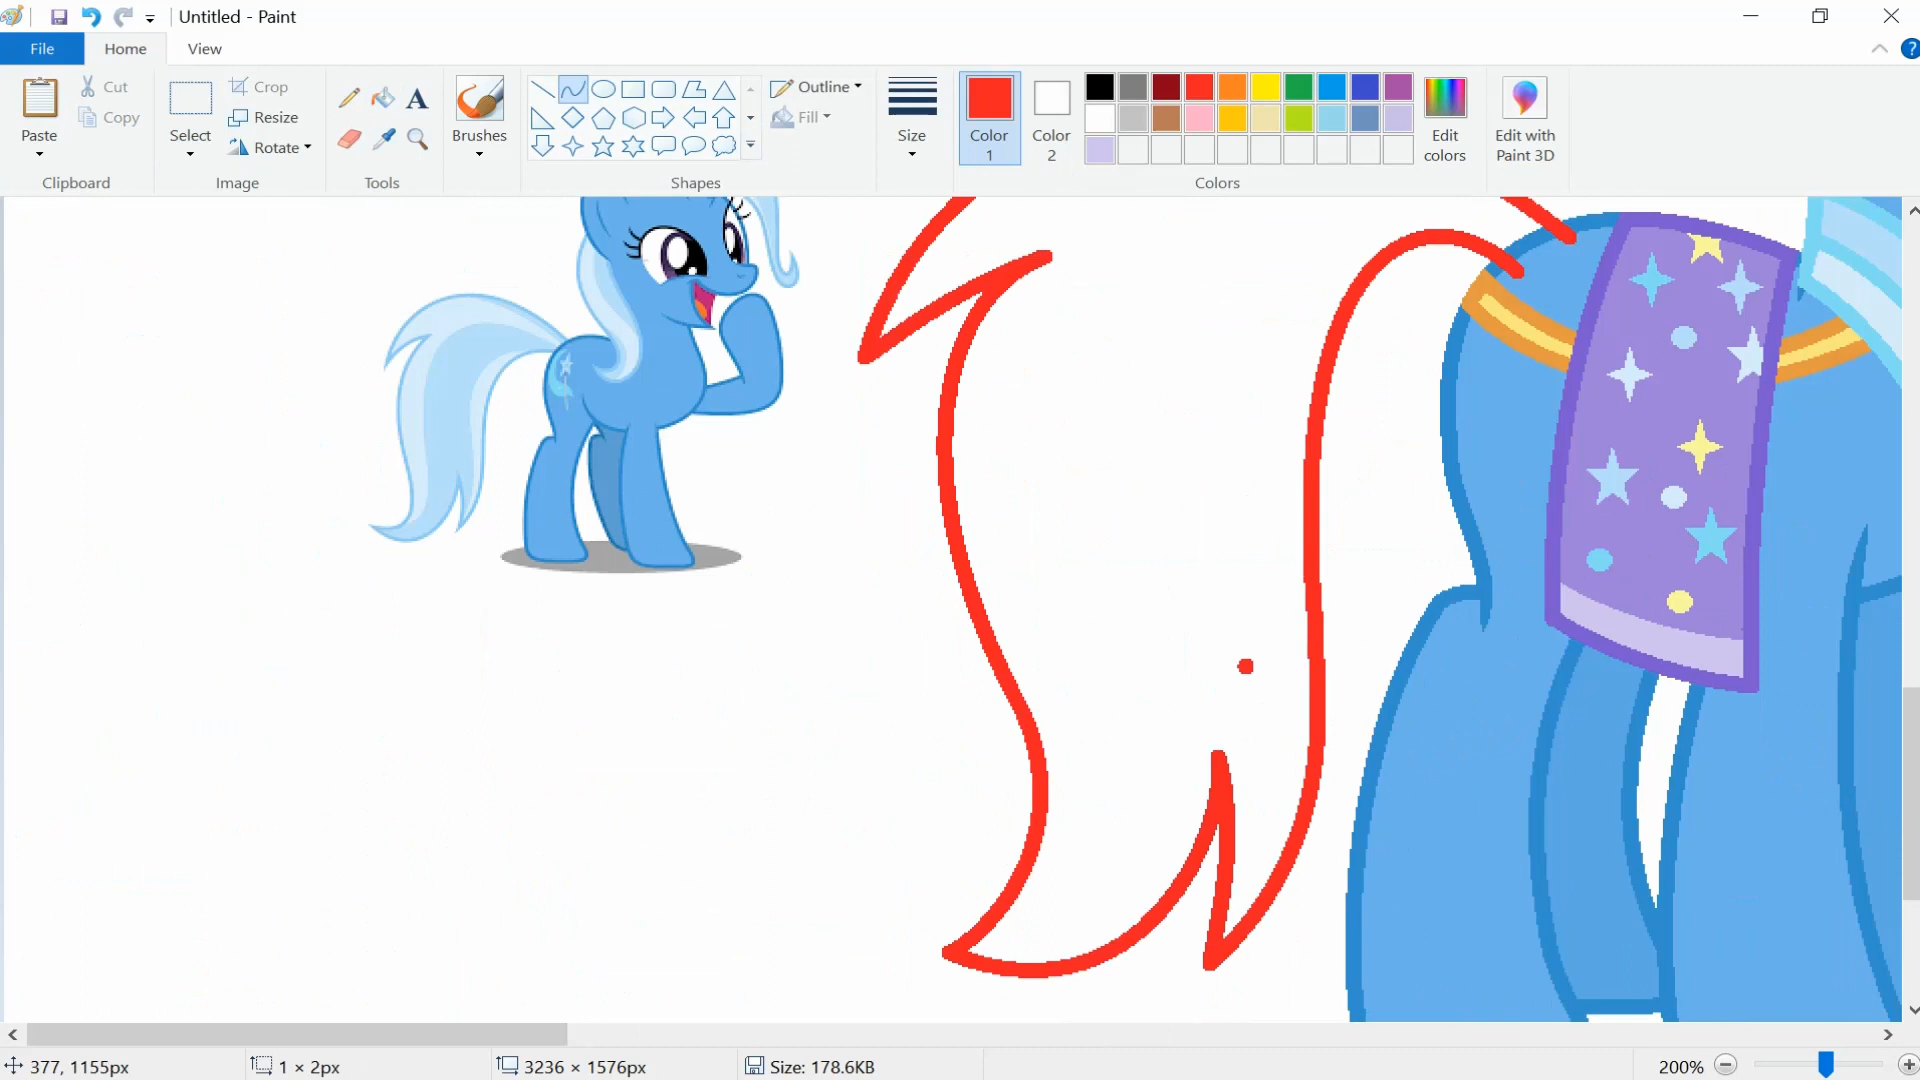 Untitled - Paint
File Home View
Paste Cut Copy
Select Crop Resize Rotate
A
Brushes
Outline Fill
Size
Color 1
Color 2
Edit colors
Edit with Paint 3D
?
Clipboard Image Tools Shapes Colors
377, 1155px 1 × 2px 3236 × 1576px Size: 178.6KB 200%